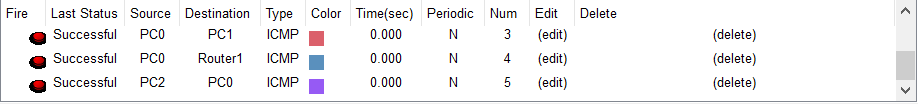 Fire Last Status Source Destination Type Color Time(sec) Periodic Num Edit Delete
Successful PC0 PC1 ICMP 0.000 N 3 (edit) (delete)
Successful PC0 Router1 ICMP 0.000 N 4 (edit) (delete)
Successful PC2 PC0 ICMP 0.000 N 5 (edit) (delete)